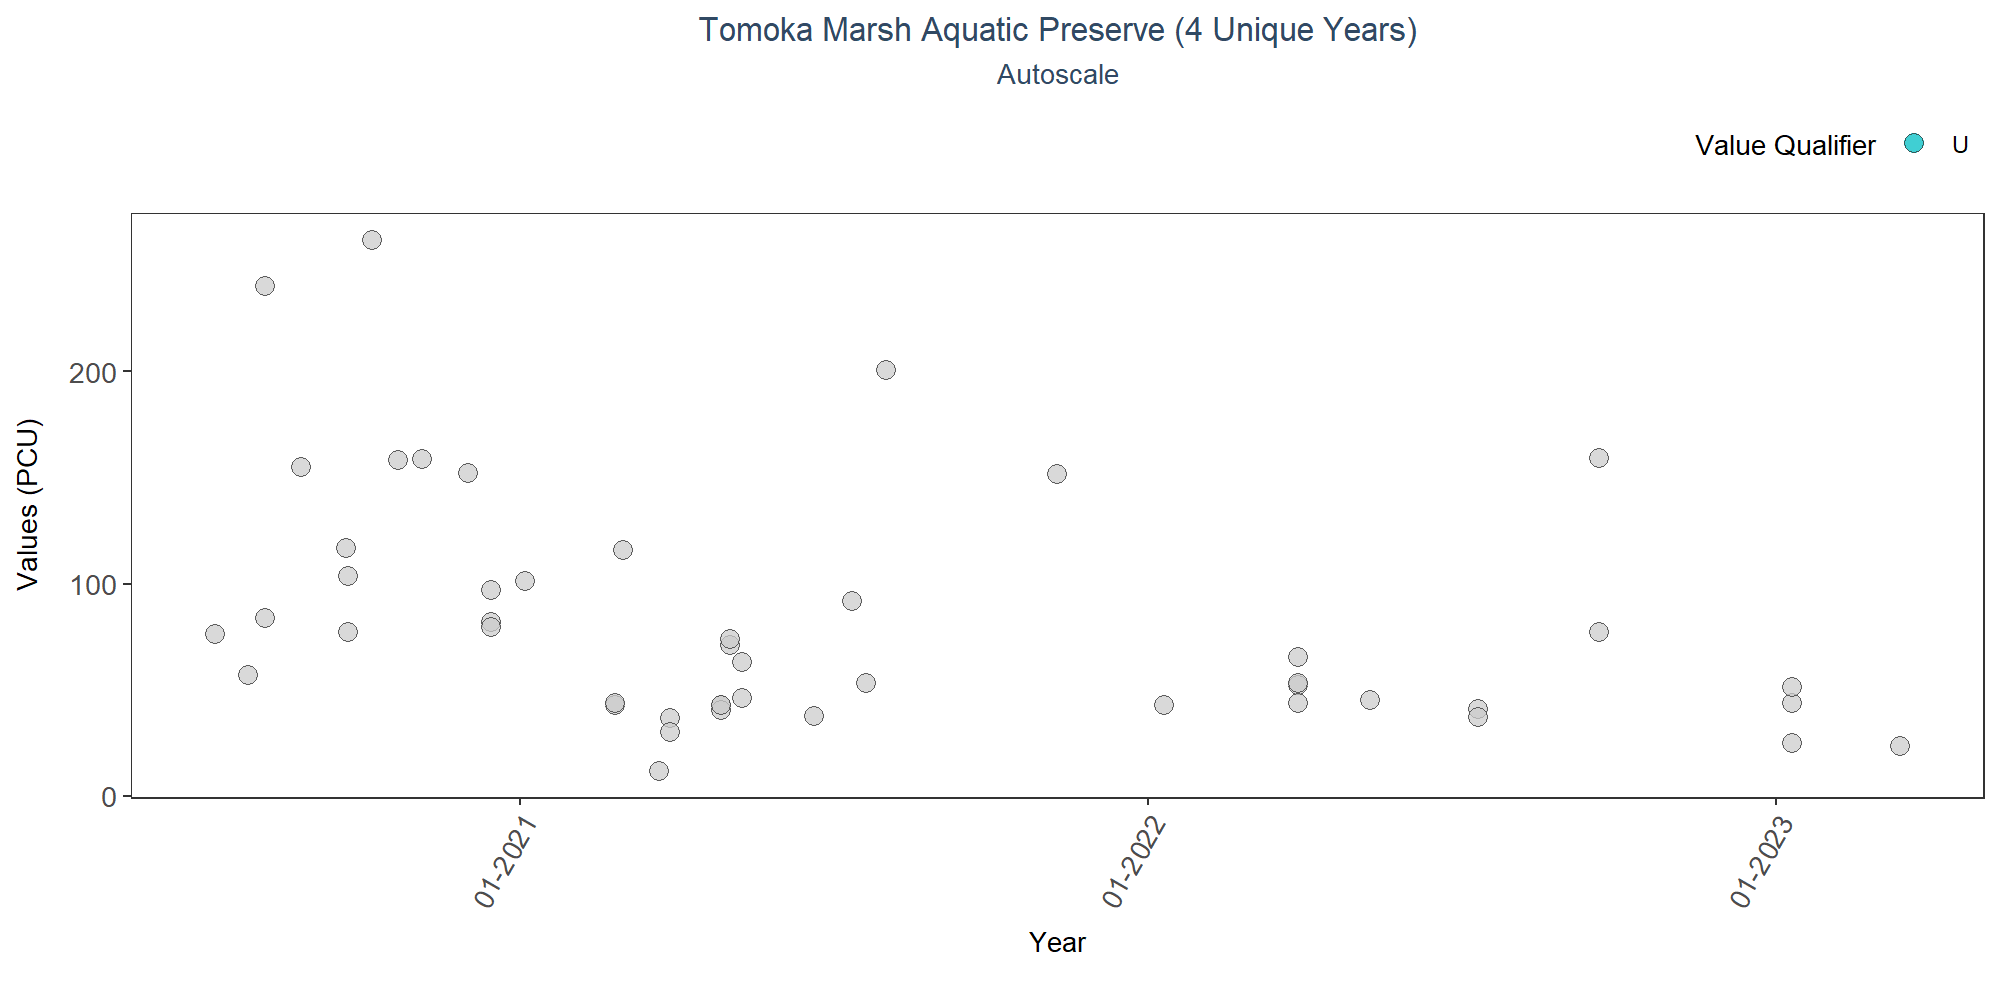 Tomoka Marsh Aquatic Preserve (4 Unique Years)
Autoscale
Value Qualifier U
Values (PCU)
200
100
0
01-2021
01-2022
01-2023
Year